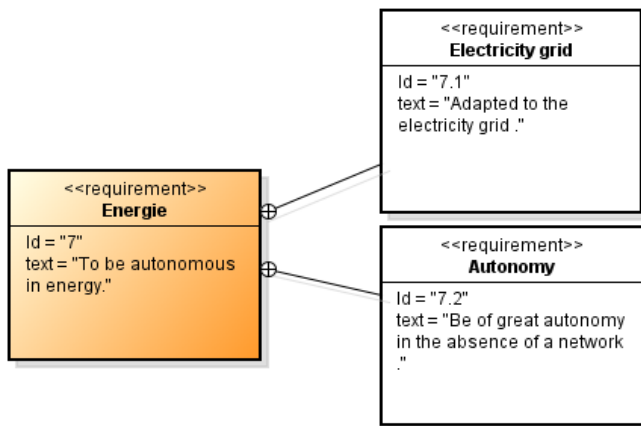 <<requirement>>
Electricity grid
Id = "7.1"
text = "Adapted to the
electricity grid ."
<<requirement>>
Energie
Id = "7"
text = "To be autonomous
in energy."
<<requirement>>
Autonomy
Id = "7.2"
text = "Be of great autonomy
in the absence of a network
."